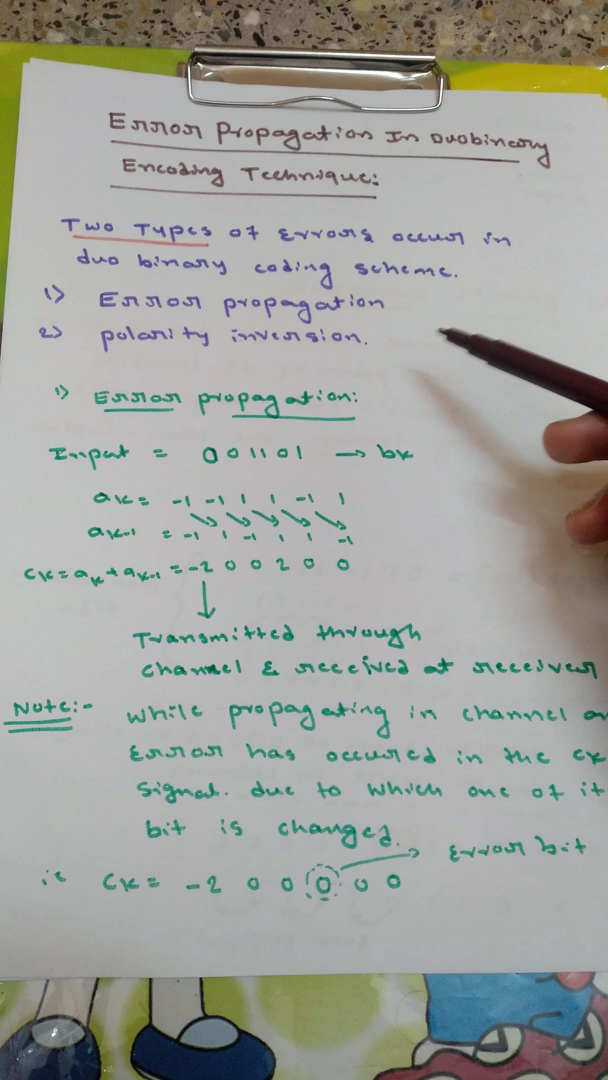 Error Propagation In Duobinary
Encoding Technique:
Two Types of Errors occur in
duo binary coding scheme.
1) Error propagation
2) polarity inversion.
1) Error propagation:
Input = 001101 → bk
ak = -1 -1 1 1 -1 1
ak-1 = -1 1 -1 1 1 -1
ck = ak + ak-1 = -2 0 0 2 0 0
Transmitted through
channel & received at receiver
Note:- while propagating in channel an
Error has occured in the ck
signal. due to which one of it
bit is changed.
Error bit
ie ck = -2 0 0 0 0 0